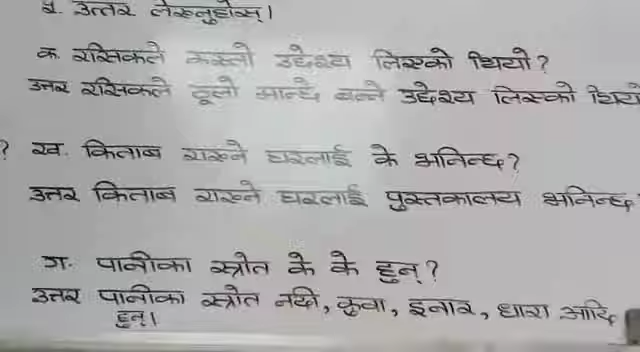 ५. उत्तर लेख्नुहोस्।
क. रसिकले कस्तो उद्देश्य लिएको थियो?
उत्तर रसिकले ठूलो मान्छे बन्ने उद्देश्य लिएको थियो
? ख. किताब राख्ने घरलाई के भनिन्छ?
उत्तर किताब राख्ने घरलाई पुस्तकालय भनिन्छ
ग. पानीका स्रोत के के हुन्?
उत्तर पानीका स्रोत नदी, कुवा, इनार, धारा आदि
हुन्।